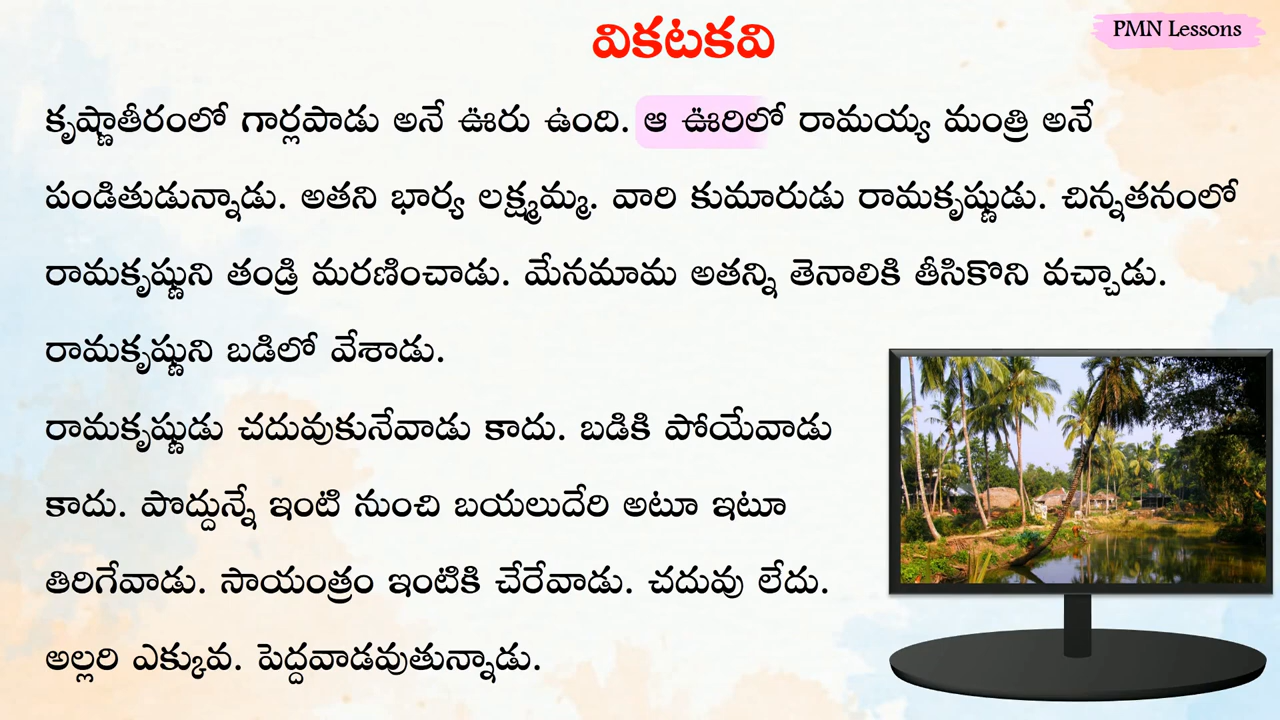 వికటకవి
PMN Lessons
కృష్ణాతీరంలో గార్లపాడు అనే ఊరు ఉంది. ఆ ఊరిలో రామయ్య మంత్రి అనే
పండితుడున్నాడు. అతని భార్య లక్ష్మమ్మ. వారి కుమారుడు రామకృష్ణుడు. చిన్నతనంలో
రామకృష్ణుని తండ్రి మరణించాడు. మేనమామ అతన్ని తెనాలికి తీసికొని వచ్చాడు.
రామకృష్ణుని బడిలో వేశాడు.
రామకృష్ణుడు చదువుకునేవాడు కాదు. బడికి పోయేవాడు
కాదు. పొద్దున్నే ఇంటి నుంచి బయలుదేరి అటూ ఇటూ
తిరిగేవాడు. సాయంత్రం ఇంటికి చేరేవాడు. చదువు లేదు.
అల్లరి ఎక్కువ. పెద్దవాడవుతున్నాడు.